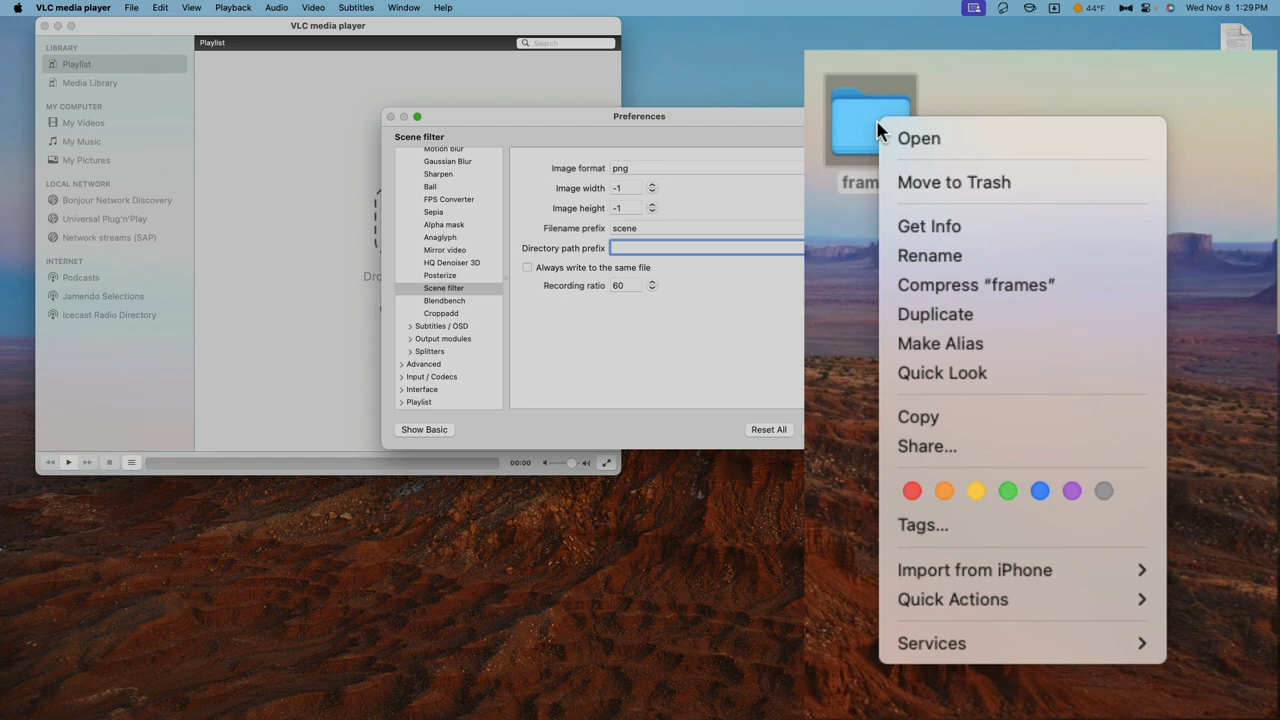 VLC media player File Edit View Playback Audio Video Subtitles Window Help 44°F Wed Nov 8 1:29 PM
VLC media player
LIBRARY
Playlist
Media Library
MY COMPUTER
My Videos
My Music
My Pictures
LOCAL NETWORK
Bonjour Network Discovery
Universal Plug'n'Play
Network streams (SAP)
INTERNET
Podcasts
Jamendo Selections
Icecast Radio Directory
Playlist
Search
00:00
Preferences
Scene filter
Motion blur
Gaussian Blur
Sharpen
Ball
FPS Converter
Sepia
Alpha mask
Anaglyph
Mirror video
HQ Denoiser 3D
Posterize
Scene filter
Blendbench
Croppadd
Subtitles / OSD
Output modules
Splitters
Advanced
Input / Codecs
Interface
Playlist
Image format png
Image width -1
Image height -1
Filename prefix scene
Directory path prefix
Always write to the same file
Recording ratio 60
Show Basic
Reset All
Open
Move to Trash
Get Info
Rename
Compress “frames”
Duplicate
Make Alias
Quick Look
Copy
Share...
Tags...
Import from iPhone
Quick Actions
Services